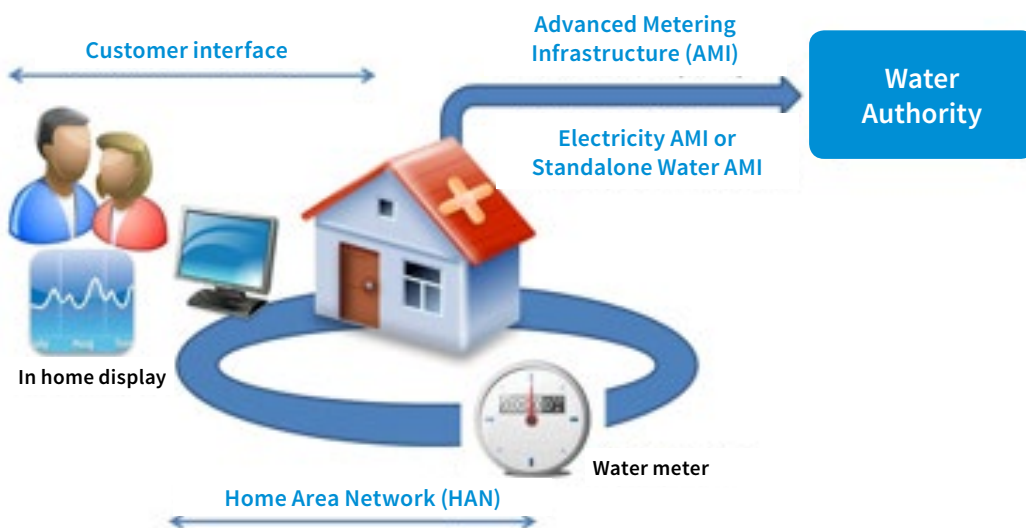 Customer interface
Advanced Metering
Infrastructure (AMI)
Water
Authority
Electricity AMI or
Standalone Water AMI
In home display
Water meter
Home Area Network (HAN)